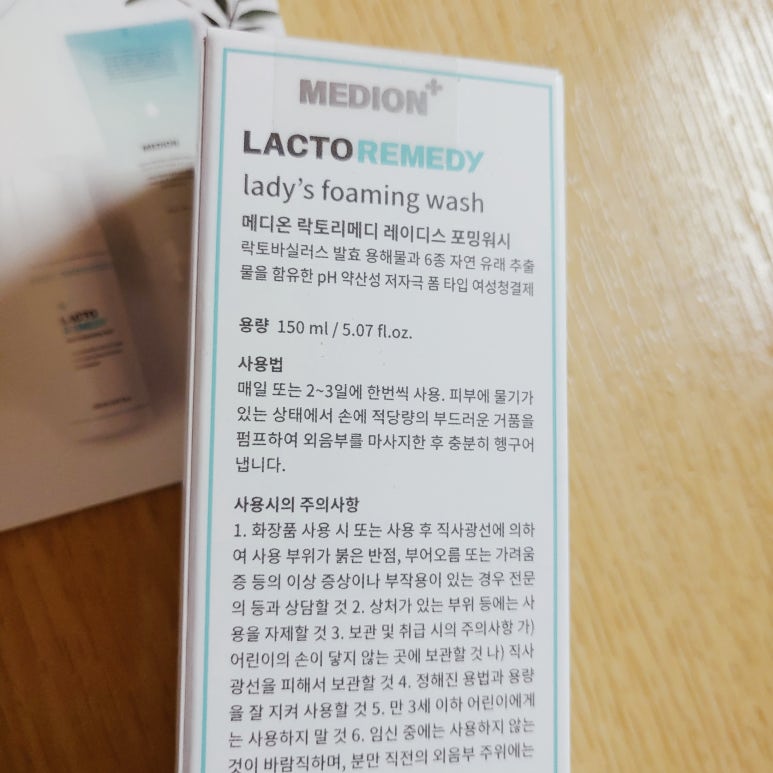 MEDION+
LACTO REMEDY
lady's foaming wash
메디온 락토리메디 레이디스 포밍워시
락토바실러스 발효 용해물과 6종 자연 유래 추출
물을 함유한 pH 약산성 저자극 폼 타입 여성청결제
용량 150 ml / 5.07 fl.oz.
사용법
매일 또는 2~3일에 한번씩 사용. 피부에 물기가
있는 상태에서 손에 적당량의 부드러운 거품을
펌프하여 외음부를 마사지한 후 충분히 헹구어
냅니다.
사용시의 주의사항
1. 화장품 사용 시 또는 사용 후 직사광선에 의하
여 사용 부위가 붉은 반점, 부어오름 또는 가려움
증 등의 이상 증상이나 부작용이 있는 경우 전문
의 등과 상담할 것 2. 상처가 있는 부위 등에는 사
용을 자제할 것 3. 보관 및 취급 시의 주의사항 가)
어린이의 손이 닿지 않는 곳에 보관할 것 나) 직사
광선을 피해서 보관할 것 4. 정해진 용법과 용량
을 잘 지켜 사용할 것 5. 만 3세 이하 어린이에게
는 사용하지 말 것 6. 임신 중에는 사용하지 않는
것이 바람직하며, 분만 직전의 외음부 주위에는
MEDION
LACTO
REMEDY